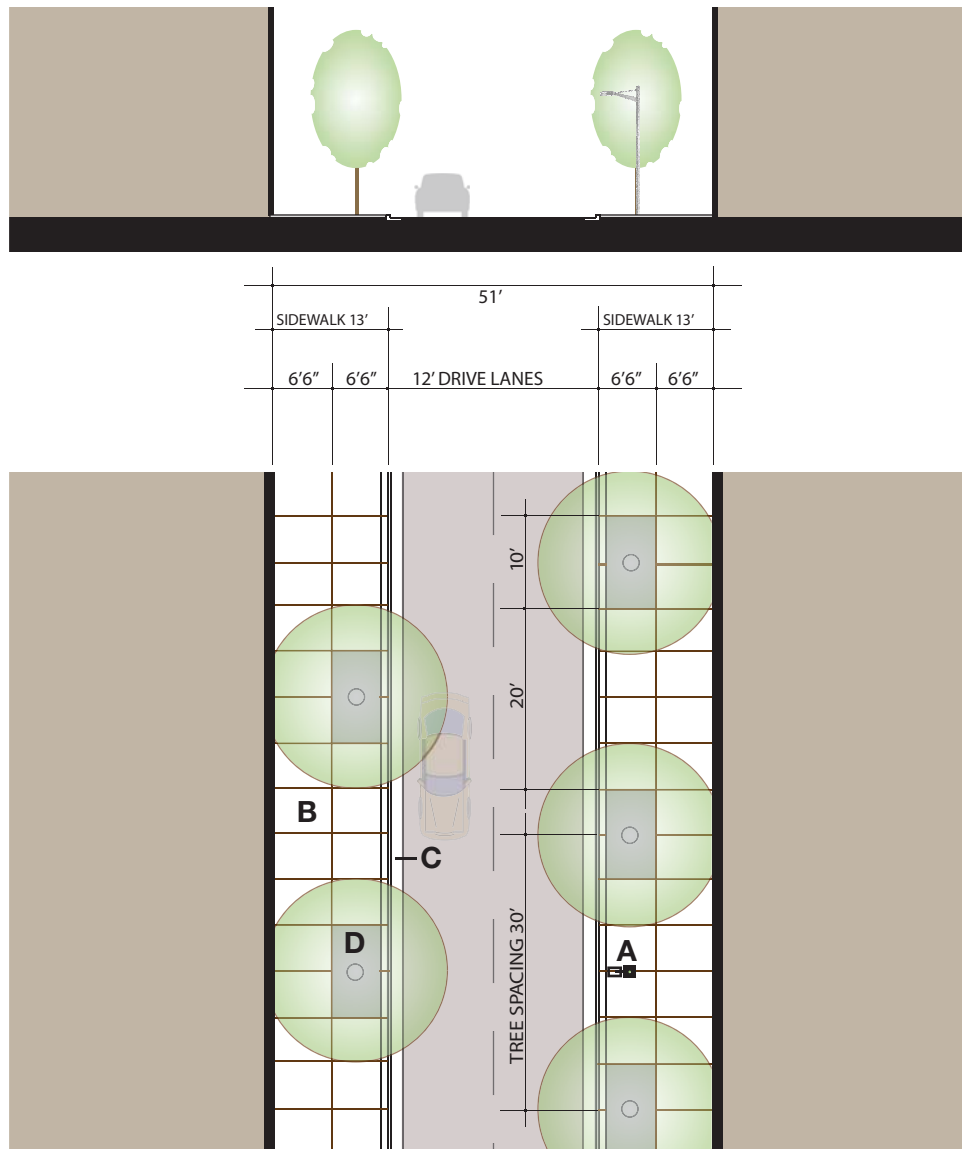 51’
SIDEWALK 13’
SIDEWALK 13’
6’6”
6’6”
12’ DRIVE LANES
6’6”
6’6”
10’
20’
B
C
TREE SPACING 30’
D
A